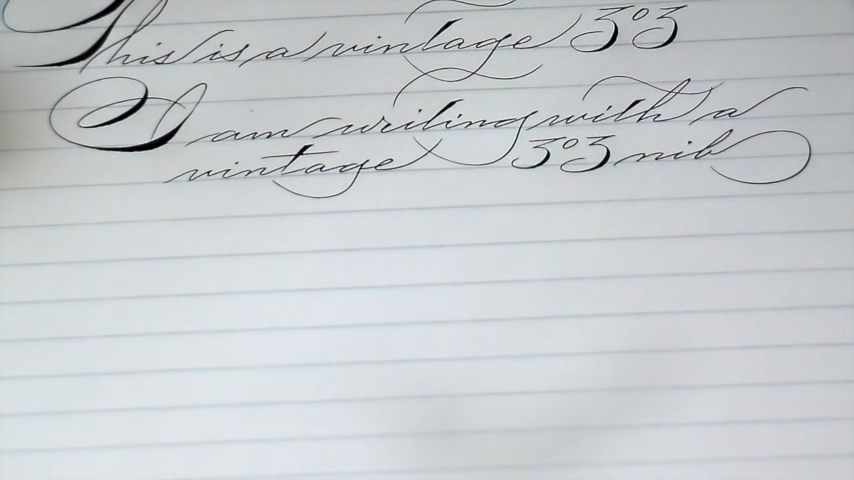 This is a vintage 303
I am writing with a
vintage 303 nib